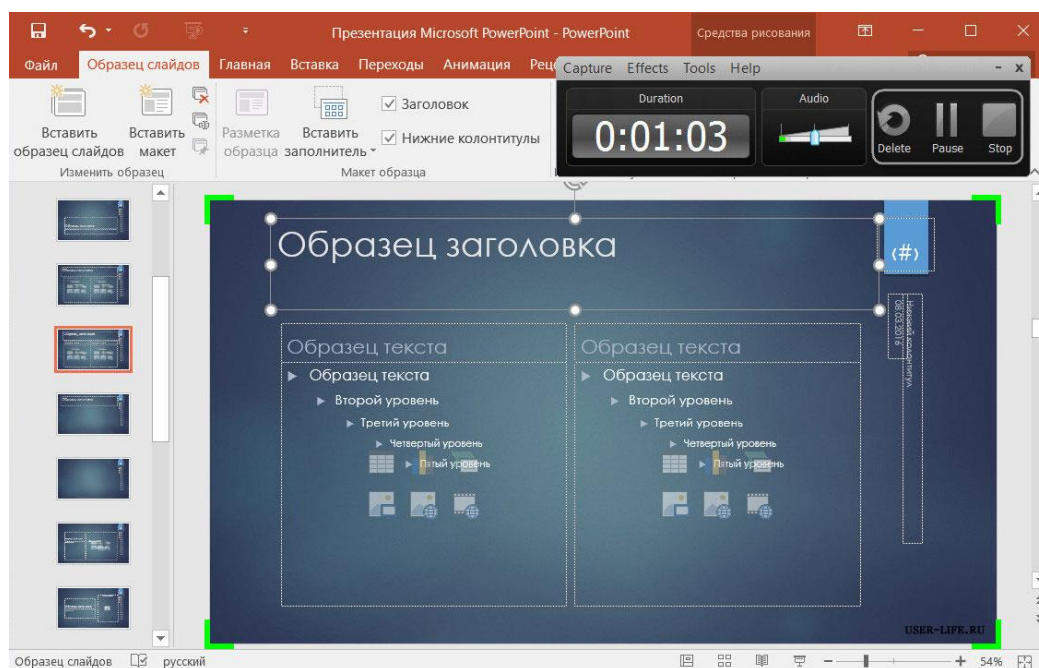 Презентация Microsoft PowerPoint - PowerPoint
Средства рисования
Файл Образец слайдов Главная Вставка Переходы Анимация Реце
Capture Effects Tools Help
Duration
0:01:03
Audio
Delete Pause Stop
Вставить образец слайдов
Вставить макет
Разметка образца
Вставить заполнитель
Заголовок
Нижние колонтитулы
Изменить образец
Макет образца
Образец заголовка
‹#›
08.03.2016
Нижний колонтитул
Образец текста
Образец текста
Второй уровень
Третий уровень
Четвертый уровень
Пятый уровень
Образец текста
Образец текста
Второй уровень
Третий уровень
Четвертый уровень
Пятый уровень
USER-LIFE.RU
Образец слайдов русский
54%